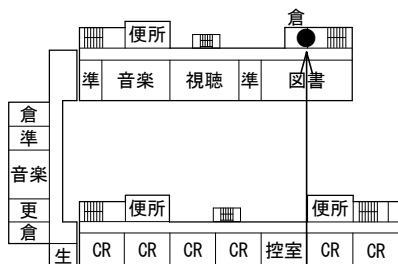 倉
便所
準 音楽 視聴 準 図書
倉
準
音楽
更
倉
便所 便所
生 CR CR CR CR 控室 CR CR